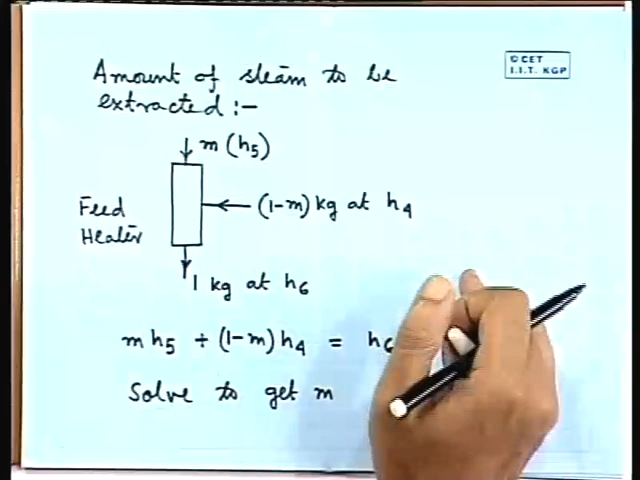 ©CET
I.I.T. KGP
Amount of steam to be
extracted :-
m (h5)
Feed
Heater
(1-m) kg at h4
1 kg at h6
mh5 + (1-m)h4 = h6
Solve to get m